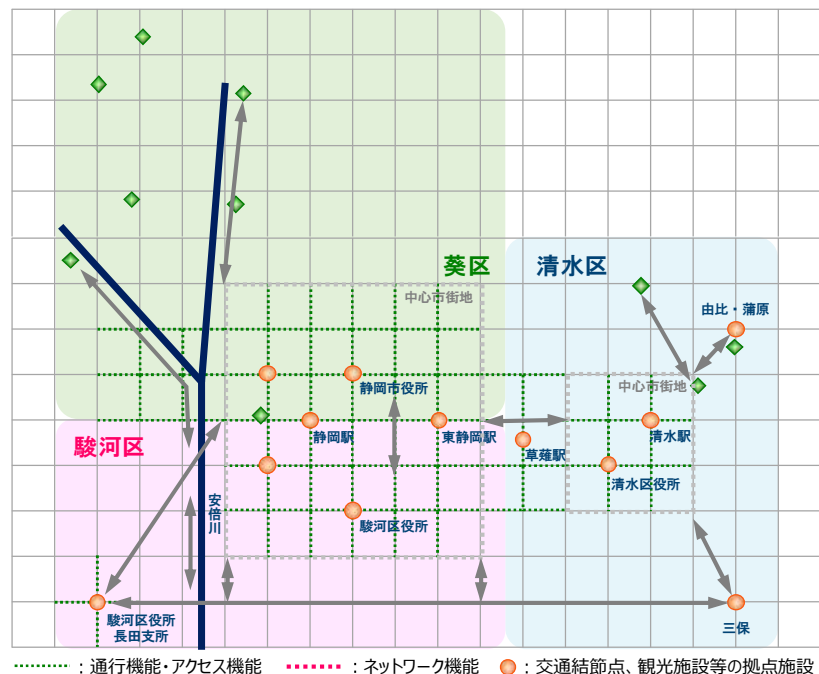 葵区
清水区
中心市街地
由比・蒲原
中心市街地
静岡市役所
静岡駅
東静岡駅
清水駅
草薙駅
清水区役所
駿河区
安倍川
駿河区役所
駿河区役所
長田支所
三保
：通行機能・アクセス機能
：ネットワーク機能
：交通結節点、観光施設等の拠点施設